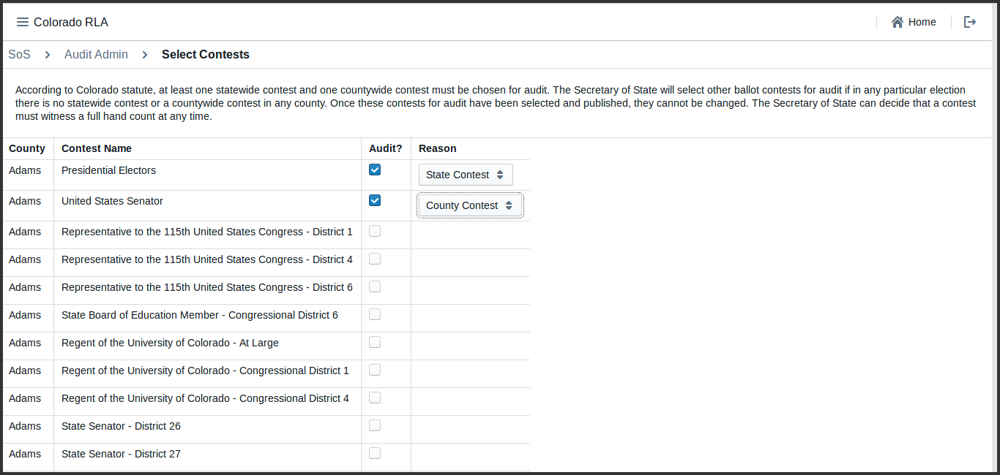 Colorado RLA Home
SoS Audit Admin Select Contests
According to Colorado statute, at least one statewide contest and one countywide contest must be chosen for audit. The Secretary of State will select other ballot contests for audit if in any particular election
there is no statewide contest or a countywide contest in any county. Once these contests for audit have been selected and published, they cannot be changed. The Secretary of State can decide that a contest
must witness a full hand count at any time.
County Contest Name Audit? Reason
Adams Presidential Electors State Contest
Adams United States Senator County Contest
Adams Representative to the 115th United States Congress - District 1
Adams Representative to the 115th United States Congress - District 4
Adams Representative to the 115th United States Congress - District 6
Adams State Board of Education Member - Congressional District 6
Adams Regent of the University of Colorado - At Large
Adams Regent of the University of Colorado - Congressional District 1
Adams Regent of the University of Colorado - Congressional District 4
Adams State Senator - District 26
Adams State Senator - District 27